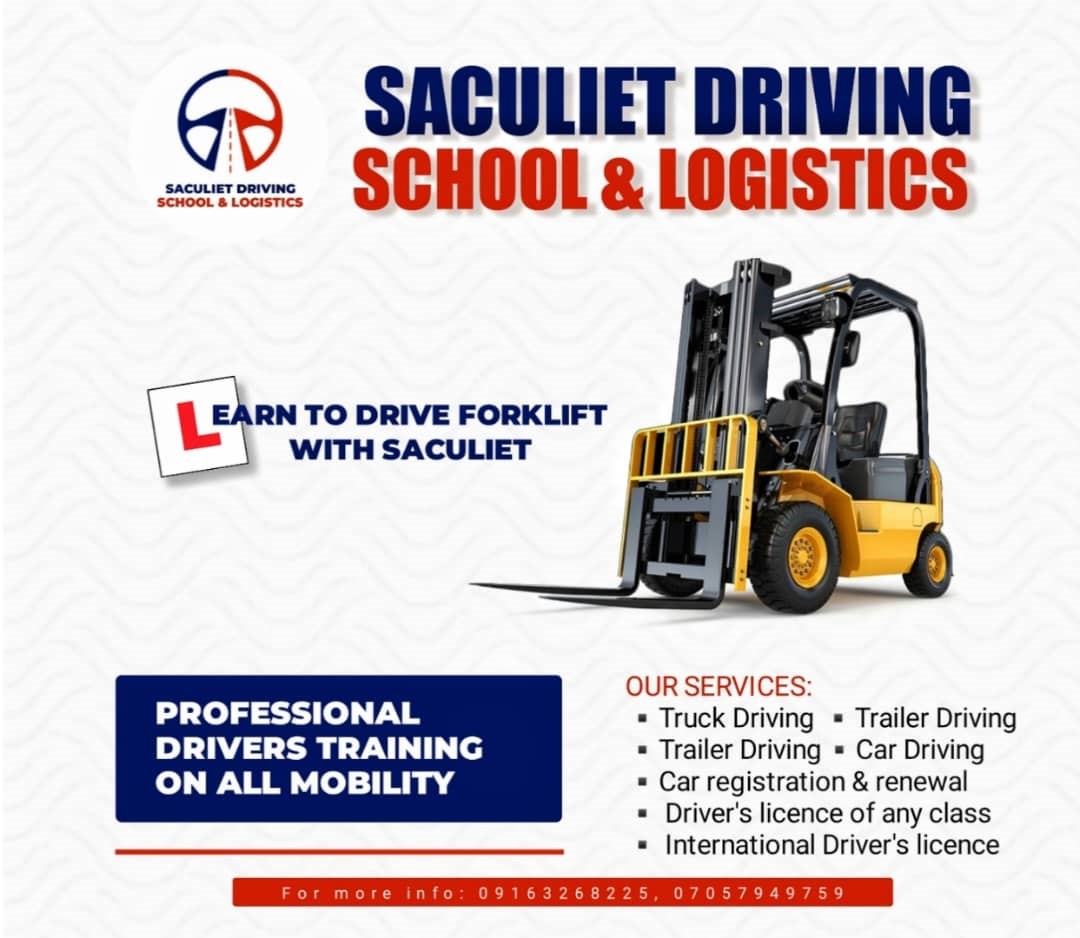 SACULIET DRIVING
SCHOOL & LOGISTICS
SACULIET DRIVING
SCHOOL & LOGISTICS
LEARN TO DRIVE FORKLIFT
WITH SACULIET
PROFESSIONAL
DRIVERS TRAINING
ON ALL MOBILITY
OUR SERVICES:
▪ Truck Driving ▪ Trailer Driving
▪ Trailer Driving ▪ Car Driving
▪ Car registration & renewal
▪ Driver's licence of any class
▪ International Driver's licence
For more info: 09163268225, 07057949759